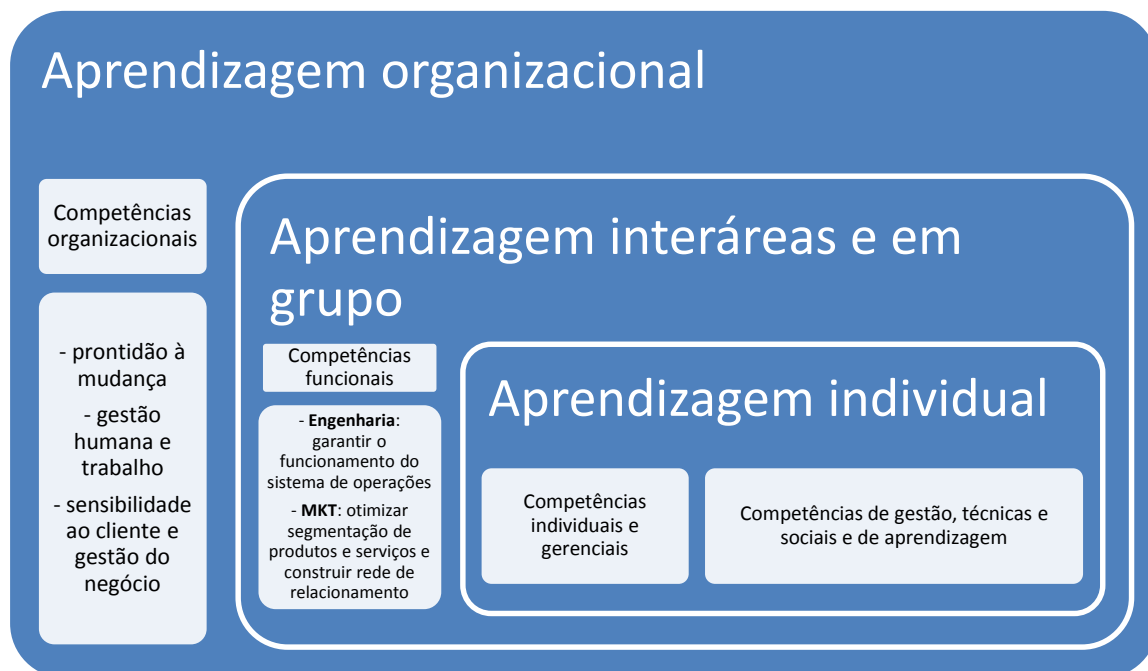 Aprendizagem organizacional
Competências
organizacionais
- prontidão à
mudança
- gestão
humana e
trabalho
- sensibilidade
ao cliente e
gestão do
negócio
Aprendizagem interáreas e em
grupo
Competências
funcionais
- Engenharia:
garantir o
funcionamento do
sistema de operações
- MKT: otimizar
segmentação de
produtos e serviços e
construir rede de
relacionamento
Aprendizagem individual
Competências
individuais e
gerenciais
Competências de gestão, técnicas e
sociais e de aprendizagem